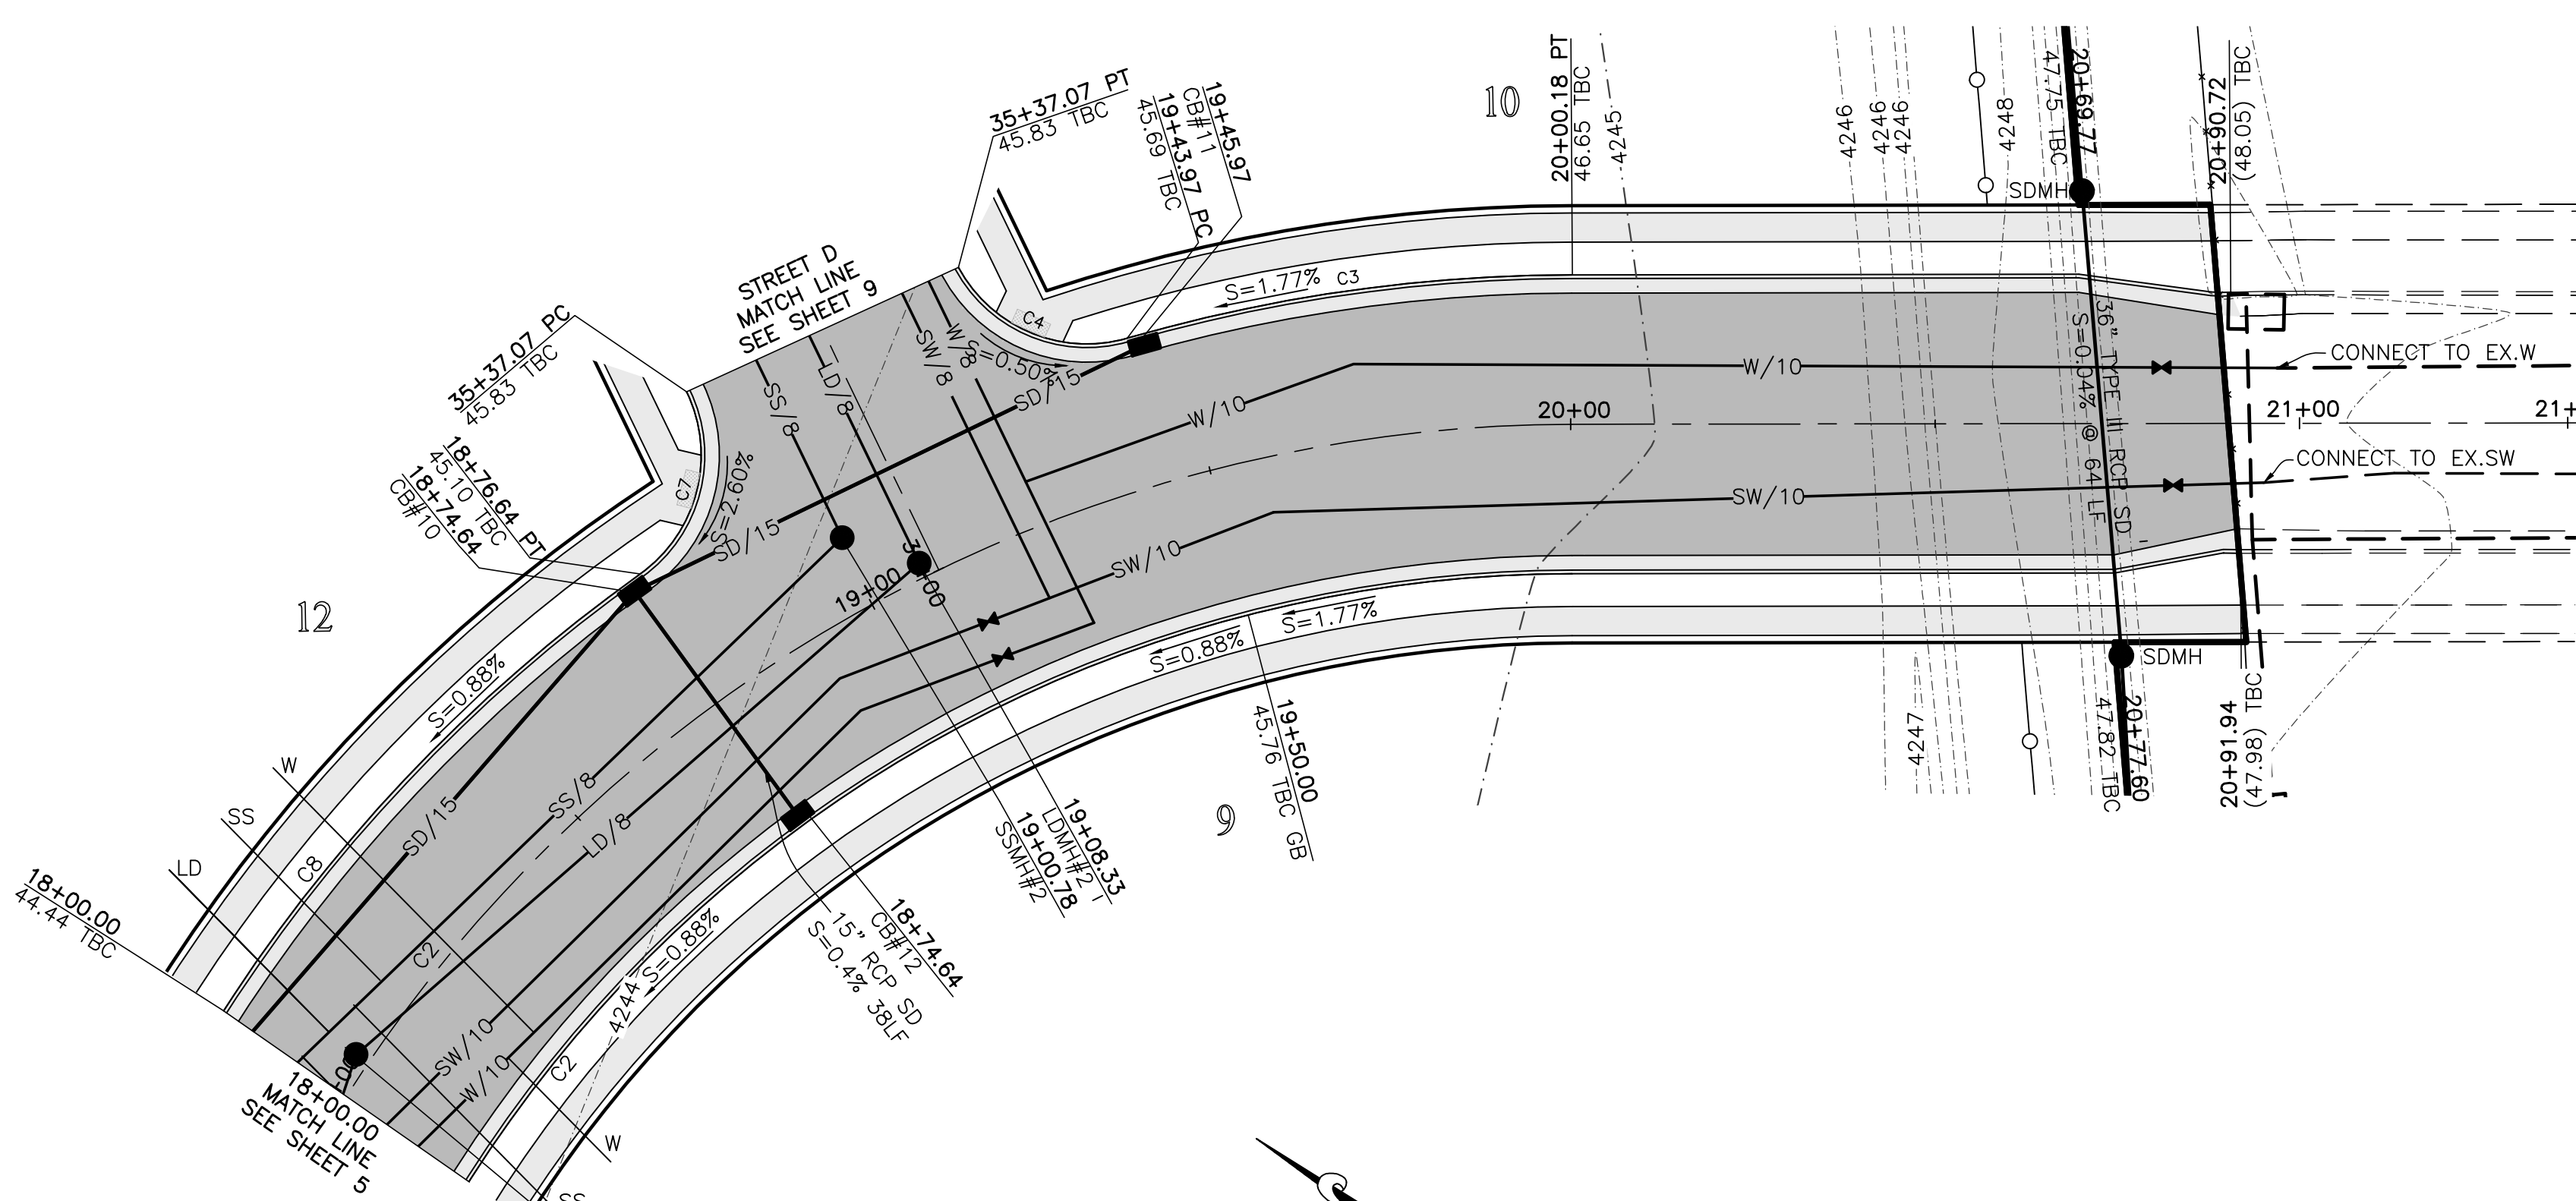 35+37.07 PT
45.83 TBC
19+45.97
CB#11
19+43.97 PC
45.69 TBC
10
20+00.18 PT
46.65 TBC
4245
4246
4246
4246
4248
20+69.77
47.75 TBC
20+90.72
(48.05) TBC
SDMH
STREET D
MATCH LINE
SEE SHEET 9
S=1.77%
C3
C4
35+37.07 PC
45.83 TBC
18+76.64 PT
45.10 TBC
18+74.64
CB#10
C7
S=2.60%
SS/8
LD/8
SW/8
W/8
S=0.50%
SD/15
SD/15
W/10
W/10
20+00
36" TYPE III RCP SD
S=0.04% @ 64 LF
CONNECT TO EX.W
21+00
21+
CONNECT TO EX.SW
SW/10
SW/10
19+00
12
S=0.88%
S=0.88%
S=1.77%
SDMH
W
SS
LD
SD/15
SS/8
LD/8
C8
C2
18+00.00
44.44 TBC
4244
S=0.88%
SW/10
W/10
C2
18+00.00
MATCH LINE
SEE SHEET 5
W
SS
18+74.64
CB#12
15" RCP SD
S=0.4% 38LF
19+08.33
LDMH#2
19+00.78
SSMH#2
9
19+50.00
45.76 TBC GB
4247
20+77.60
47.82 TBC
20+91.94
(47.98) TBC